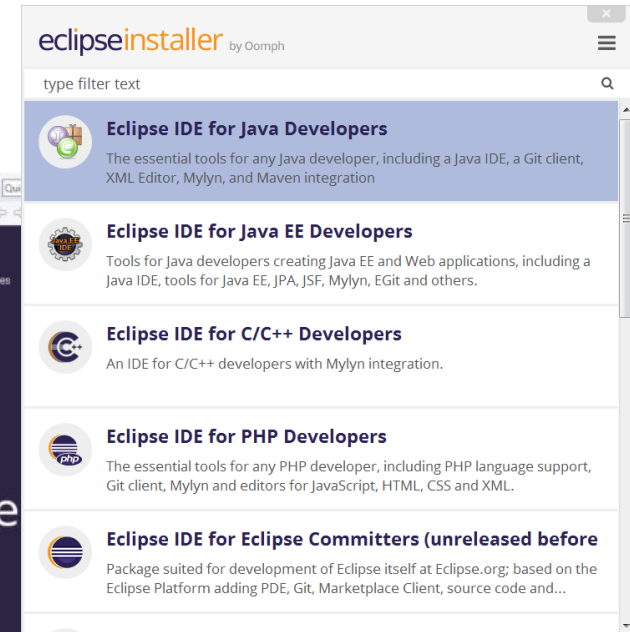 eclipseinstaller by Oomph
type filter text
Eclipse IDE for Java Developers
The essential tools for any Java developer, including a Java IDE, a Git client,
XML Editor, Mylyn, and Maven integration
Qui
Java EE
IDE
Eclipse IDE for Java EE Developers
Tools for Java developers creating Java EE and Web applications, including a
Java IDE, tools for Java EE, JPA, JSF, Mylyn, EGit and others.
es
C++
Eclipse IDE for C/C++ Developers
An IDE for C/C++ developers with Mylyn integration.
php
Eclipse IDE for PHP Developers
The essential tools for any PHP developer, including PHP language support,
Git client, Mylyn and editors for JavaScript, HTML, CSS and XML.
e
Eclipse IDE for Eclipse Committers (unreleased before
Package suited for development of Eclipse itself at Eclipse.org; based on the
Eclipse Platform adding PDE, Git, Marketplace Client, source code and...